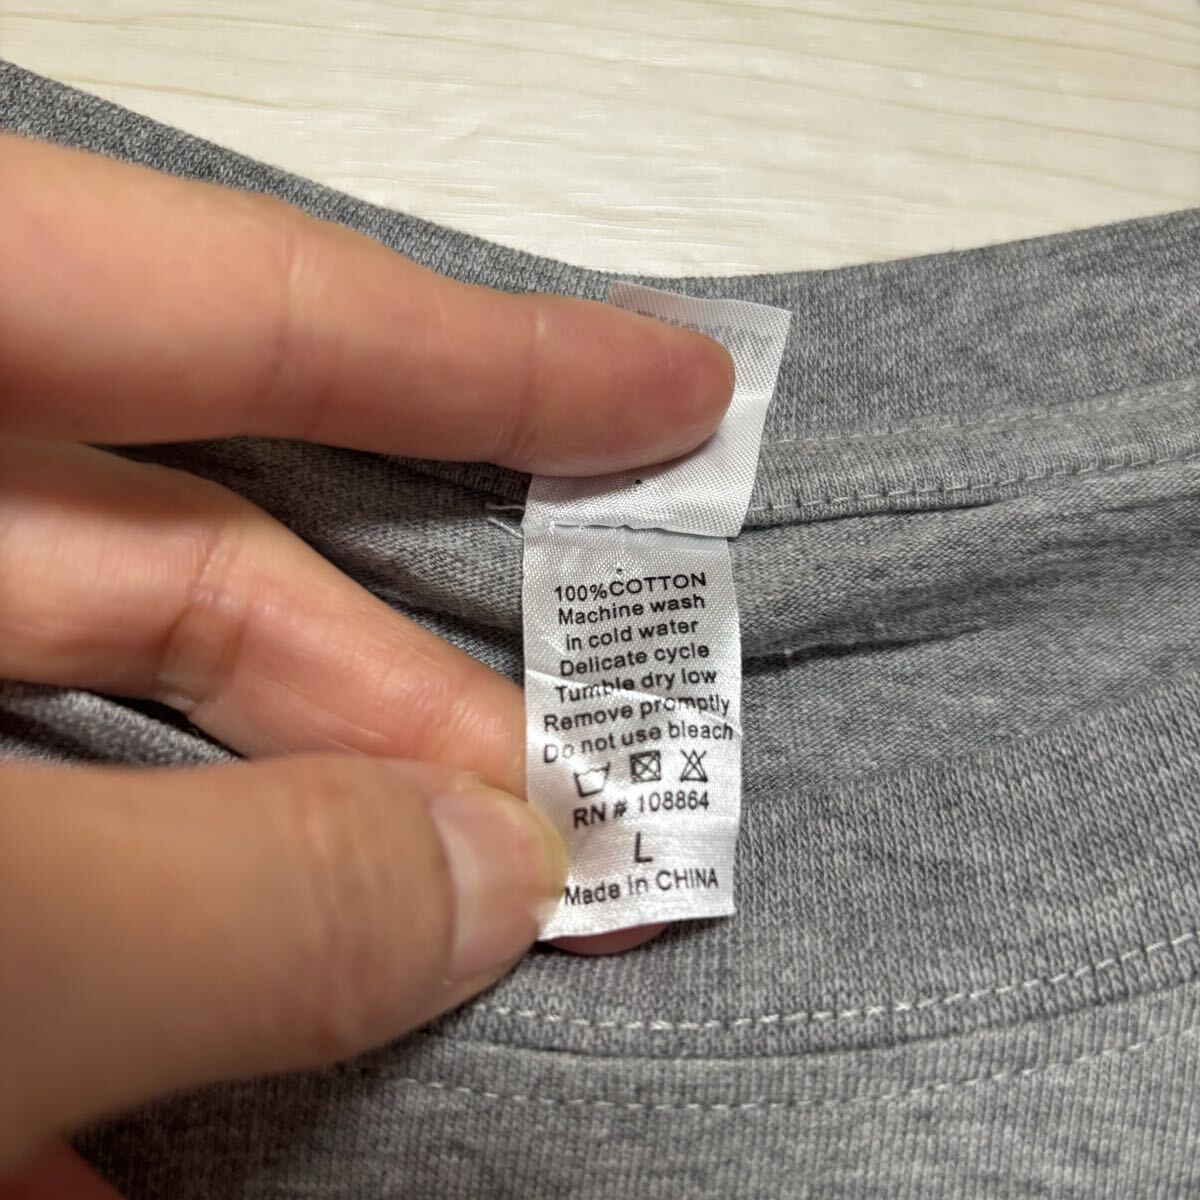 100%COTTON
Machine wash
in cold water
Delicate cycle
Tumble dry low
Remove promptly
Do not use bleach
RN # 108864
L
Made in CHINA